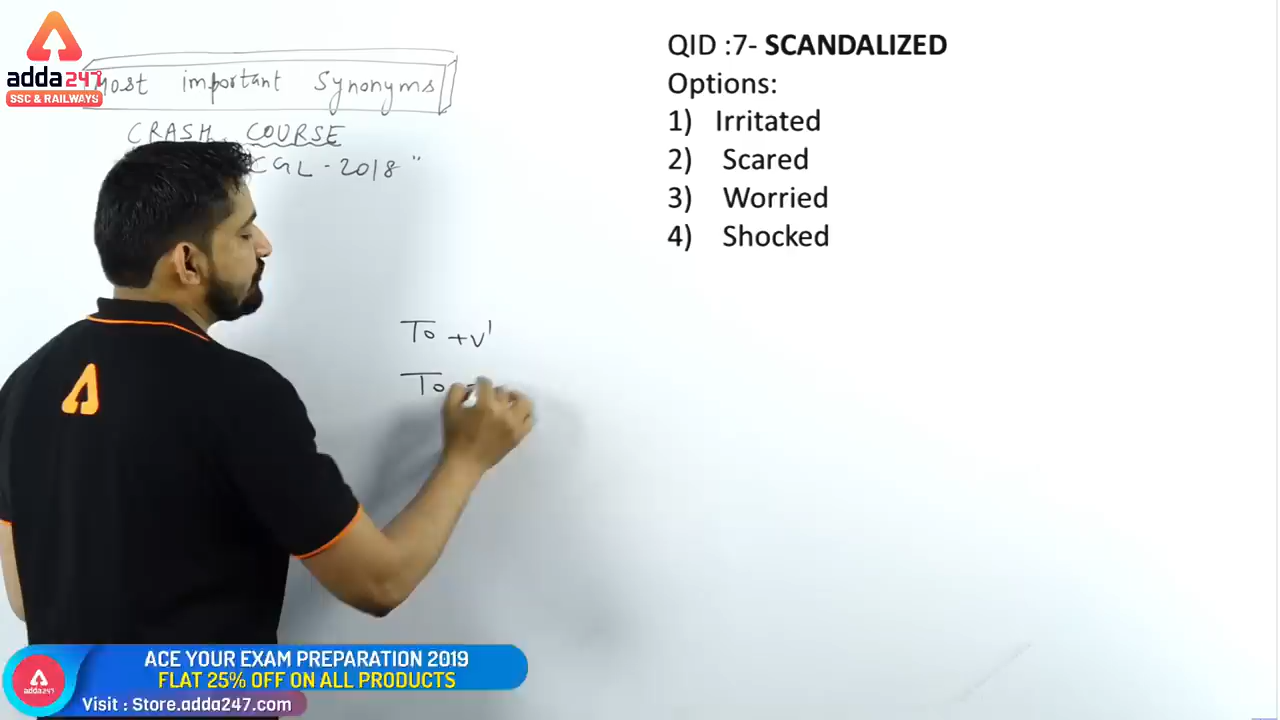 adda247
SSC & RAILWAYS
Most important Synonyms
CRASH COURSE
CGL-2018"
To +V¹
To
QID :7- SCANDALIZED
Options:
1) Irritated
2) Scared
3) Worried
4) Shocked
adda247
ACE YOUR EXAM PREPARATION 2019
FLAT 25% OFF ON ALL PRODUCTS
Visit : Store.adda247.com